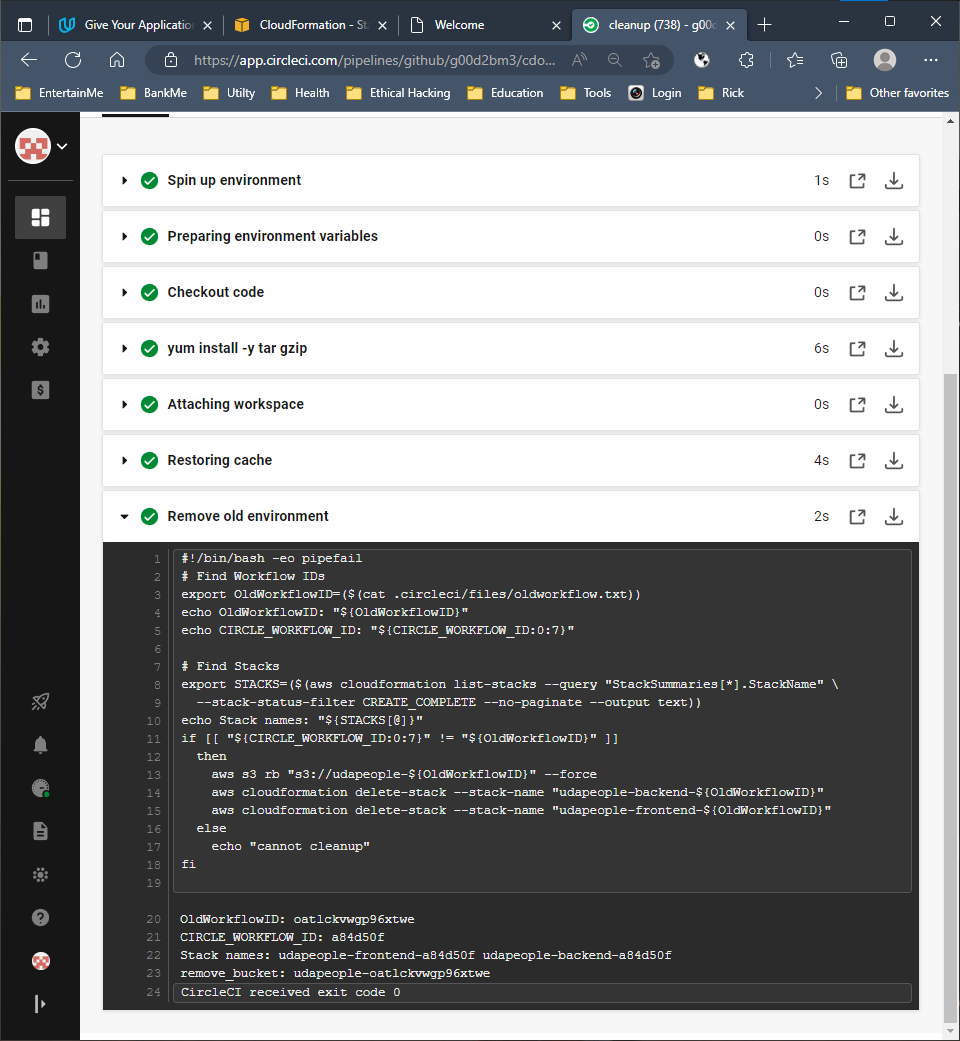 Give Your Applicatio
CloudFormation - St
Welcome
cleanup (738) - g00d
https://app.circleci.com/pipelines/github/g00d2bm3/cdo...
EntertainMe
BankMe
Utilty
Health
Ethical Hacking
Education
Tools
Login
Rick
Other favorites
Spin up environment 1s
Preparing environment variables 0s
Checkout code 0s
yum install -y tar gzip 6s
Attaching workspace 0s
Restoring cache 4s
Remove old environment 2s
1 #!/bin/bash -eo pipefail
2 # Find Workflow IDs
3 export OldWorkflowID=($(cat .circleci/files/oldworkflow.txt))
4 echo OldWorkflowID: "${OldWorkflowID}"
5 echo CIRCLE_WORKFLOW_ID: "${CIRCLE_WORKFLOW_ID:0:7}"
6
7 # Find Stacks
8 export STACKS=($(aws cloudformation list-stacks --query "StackSummaries[*].StackName" \
9 --stack-status-filter CREATE_COMPLETE --no-paginate --output text))
10 echo Stack names: "${STACKS[@]}"
11 if [[ "${CIRCLE_WORKFLOW_ID:0:7}" != "${OldWorkflowID}" ]]
12 then
13 aws s3 rb "s3://udapeople-${OldWorkflowID}" --force
14 aws cloudformation delete-stack --stack-name "udapeople-backend-${OldWorkflowID}"
15 aws cloudformation delete-stack --stack-name "udapeople-frontend-${OldWorkflowID}"
16 else
17 echo "cannot cleanup"
18 fi
19
20 OldWorkflowID: oatlckvwgp96xtwe
21 CIRCLE_WORKFLOW_ID: a84d50f
22 Stack names: udapeople-frontend-a84d50f udapeople-backend-a84d50f
23 remove_bucket: udapeople-oatlckvwgp96xtwe
24 CircleCI received exit code 0